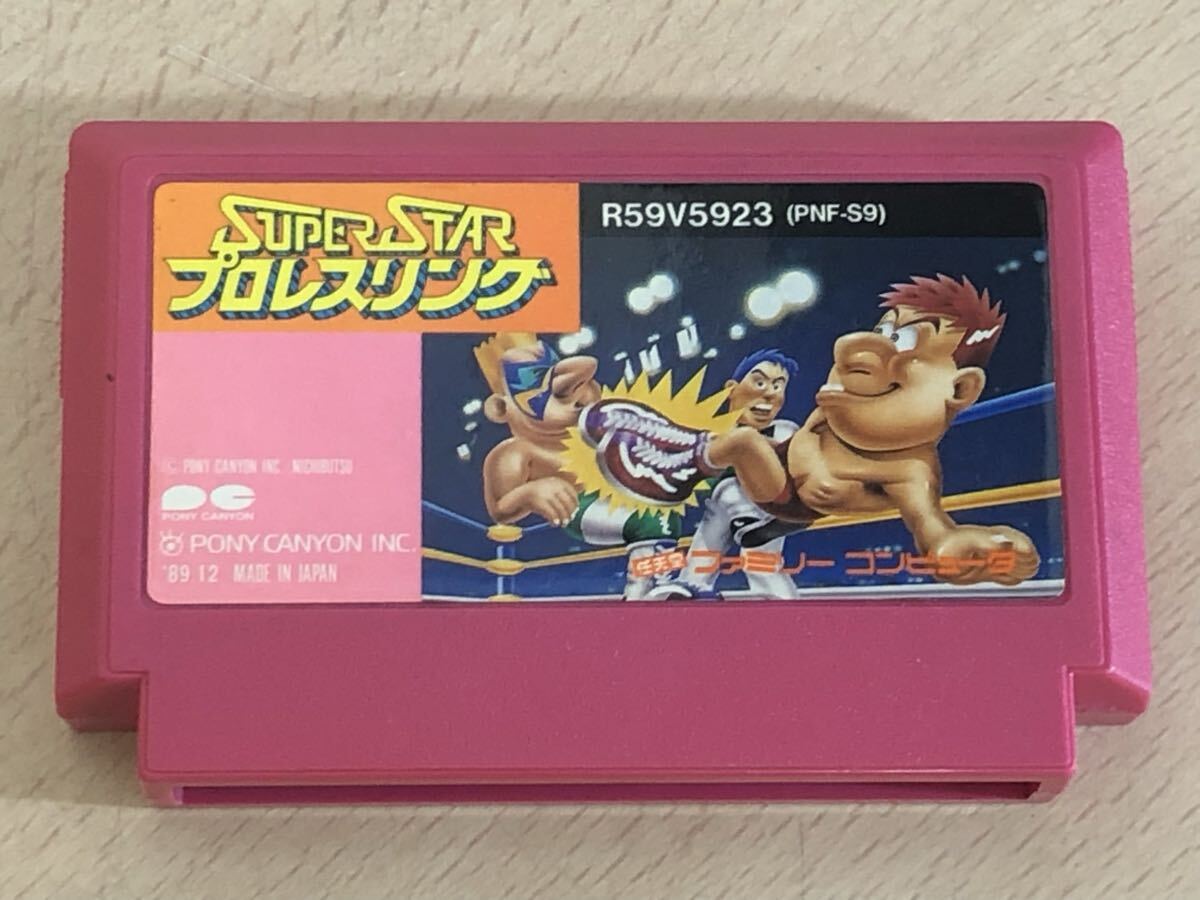 SUPER STAR
プロレスリング
R59V5923 (PNF-S9)
© PONY CANYON INC. NICHIBUTSU
PC
PONY CANYON
PONY CANYON INC.
'89 12 MADE IN JAPAN
任天堂 ファミリー コンピュータ